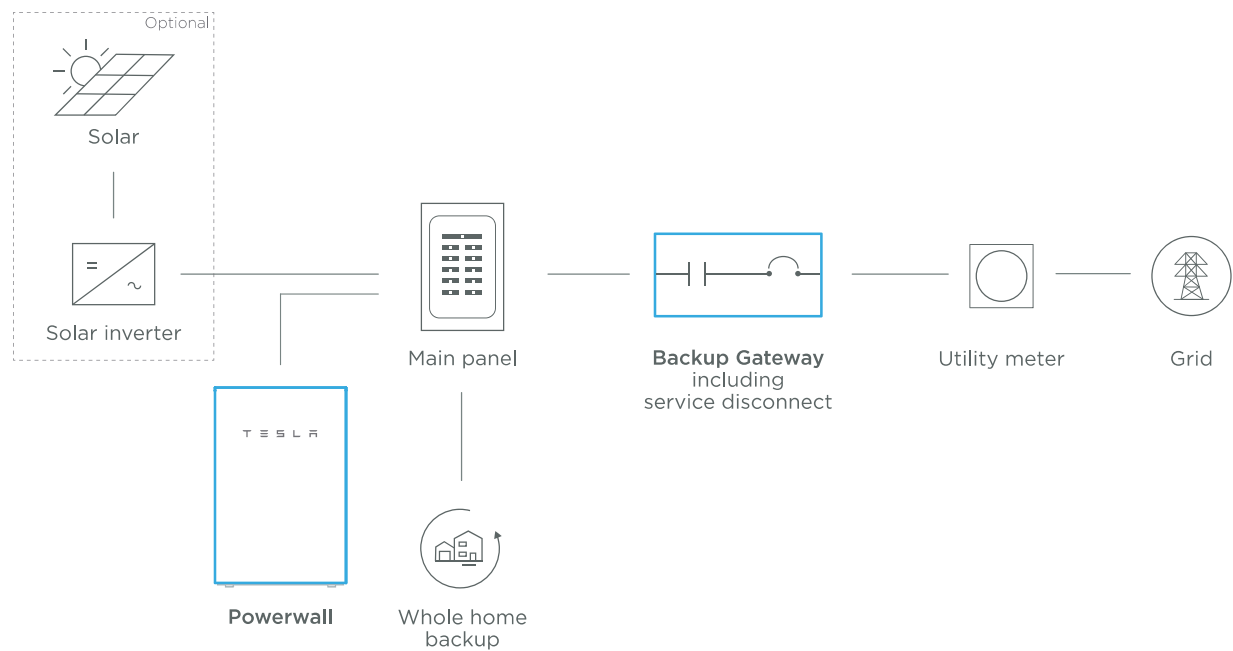 Optional
Solar
Solar inverter
TESLA
Powerwall
Main panel
Whole home
backup
Backup Gateway
including
service disconnect
Utility meter
Grid